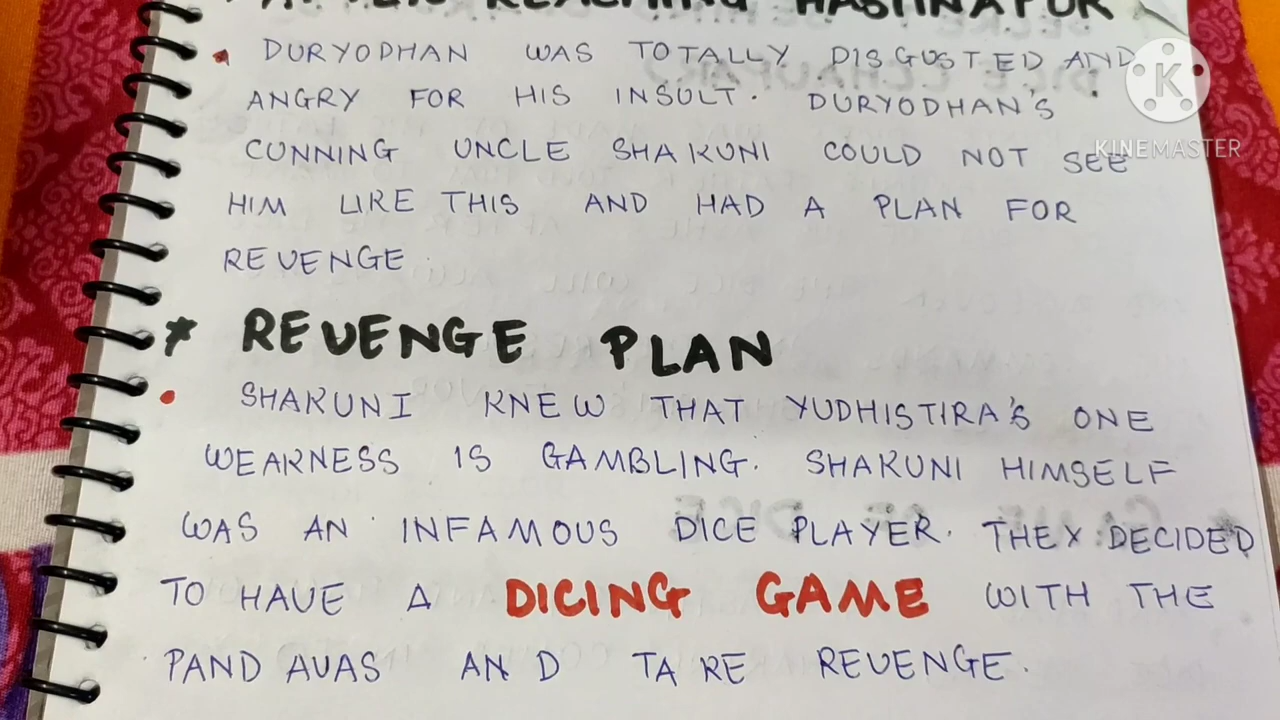 REACHING HASTINAPUR
• DURYODHAN WAS TOTALLY DISGUSTED AND
ANGRY FOR HIS INSULT. DURYODHAN'S
CUNNING UNCLE SHAKUNI COULD NOT SEE
HIM LIKE THIS AND HAD A PLAN FOR
REVENGE.
* REVENGE PLAN
• SHAKUNI KNEW THAT YUDHISTIRA'S ONE
WEAKNESS IS GAMBLING. SHAKUNI HIMSELF
WAS AN INFAMOUS DICE PLAYER. THEY DECIDED
TO HAVE A DICING GAME WITH THE
PANDAVAS AND TAKE REVENGE.
K
KINEMASTER